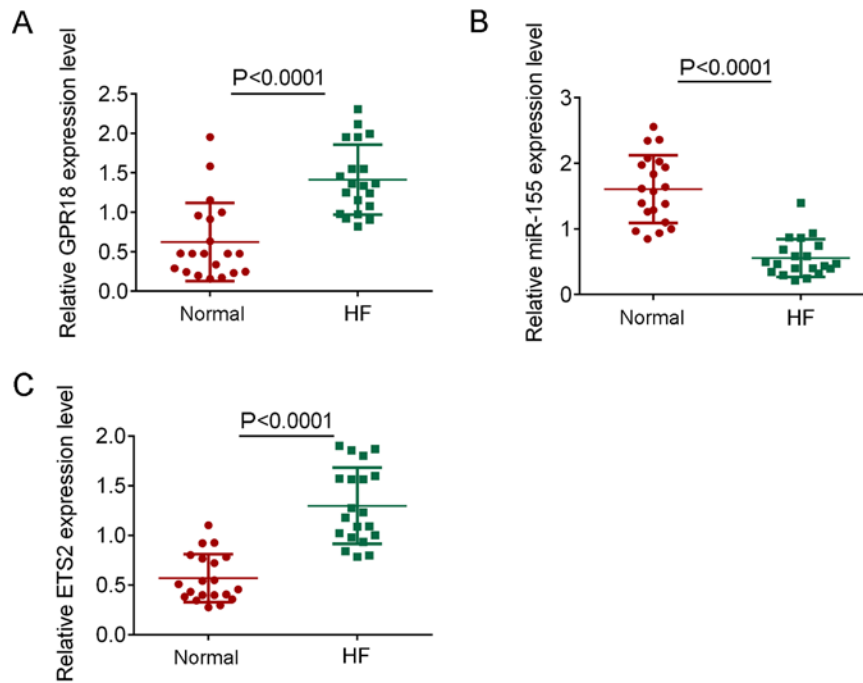 A
Relative GPR18 expression level
P<0.0001
2.5
2.0
1.5
1.0
0.5
0.0
Normal
HF
B
Relative miR-155 expression level
P<0.0001
3
2
1
0
Normal
HF
C
Relative ETS2 expression level
P<0.0001
2.0
1.5
1.0
0.5
0.0
Normal
HF